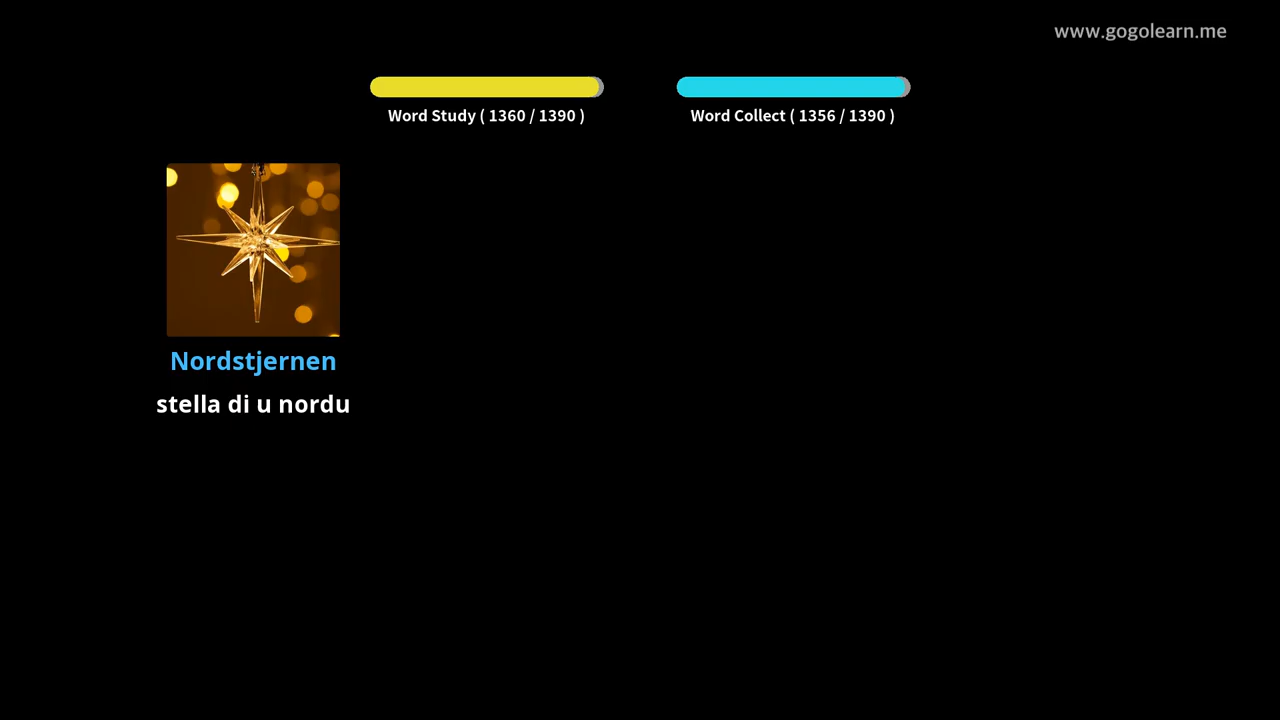 www.gogolearn.me
Word Study ( 1360 / 1390 )
Word Collect ( 1356 / 1390 )
Nordstjernen
stella di u nordu